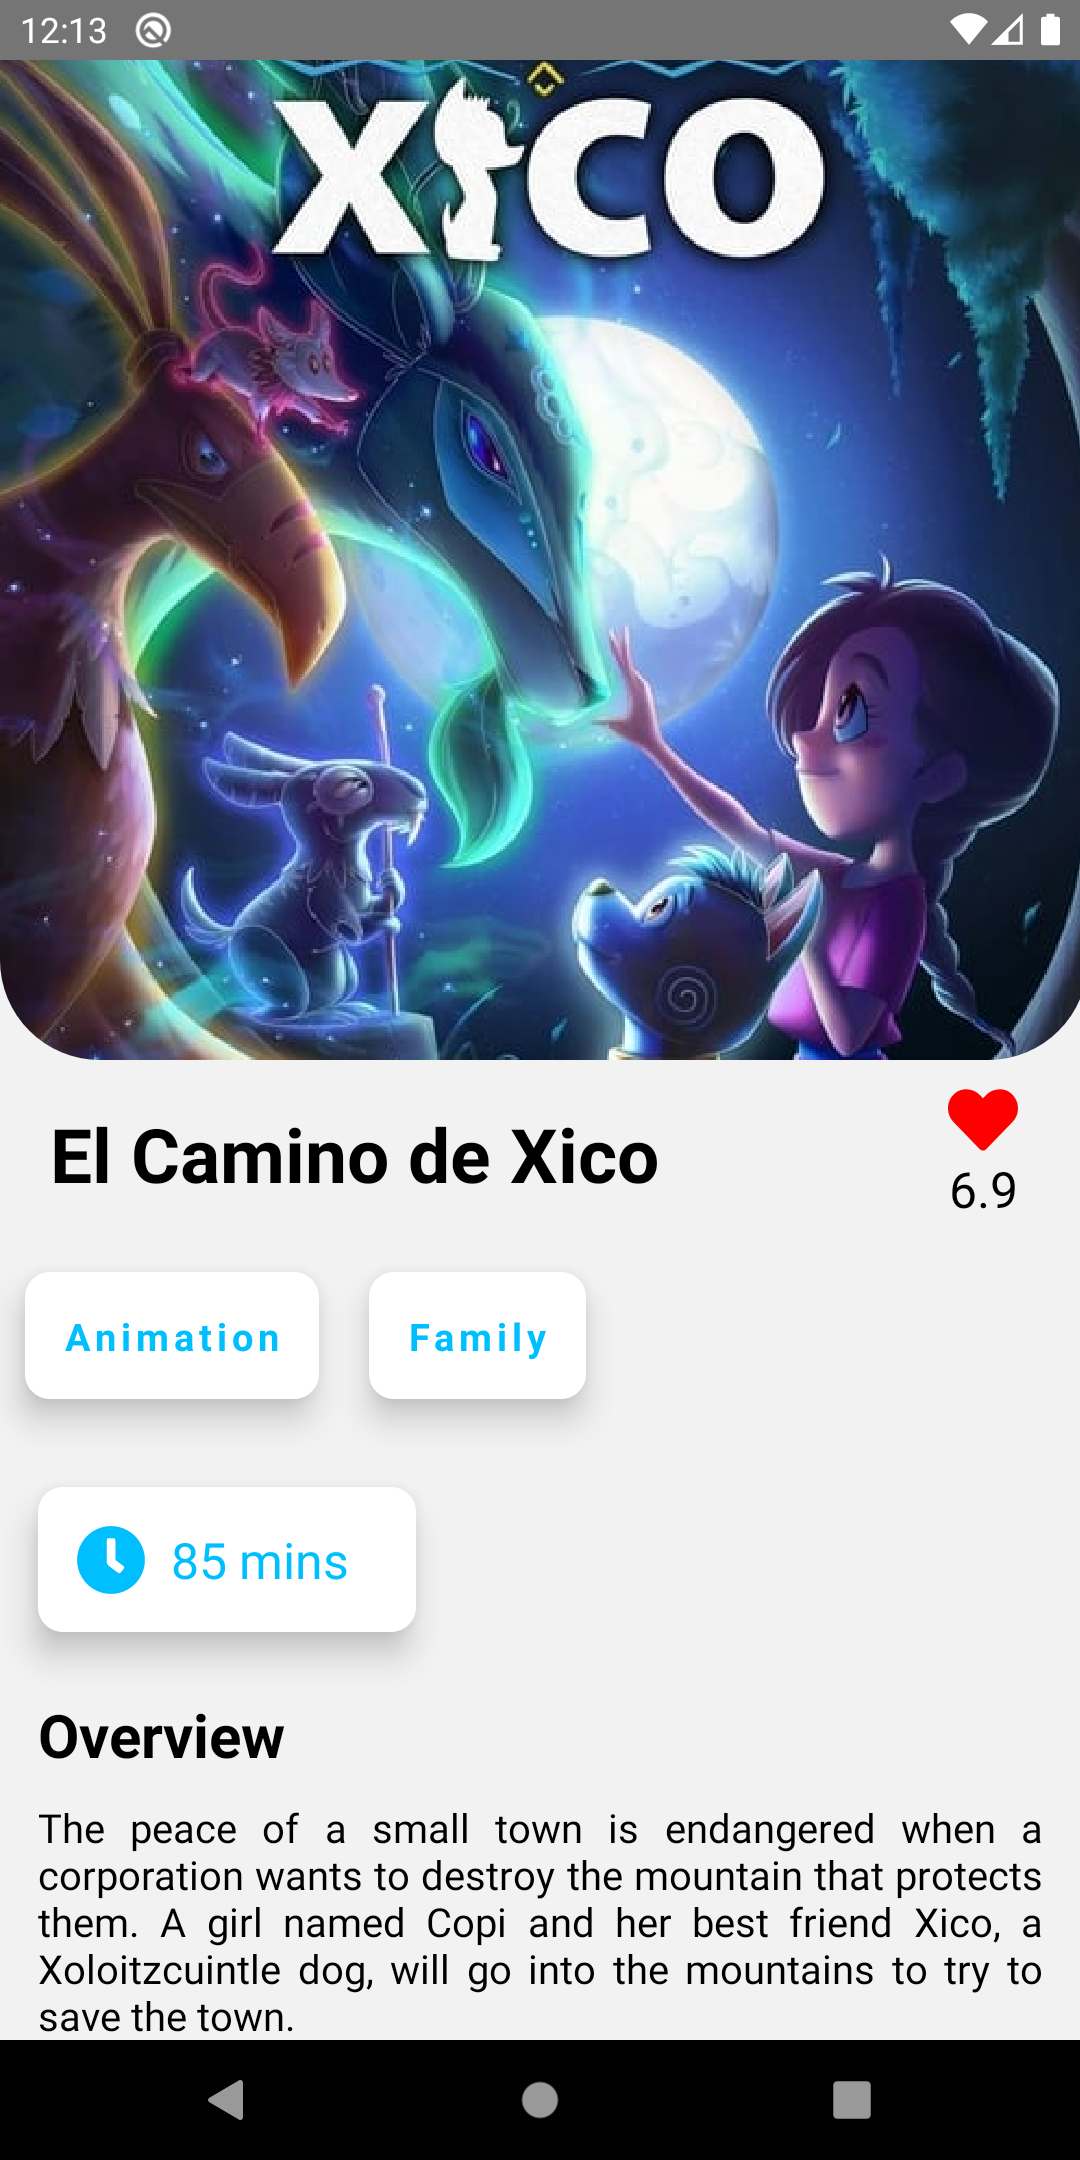 12:13
XICO
El Camino de Xico
6.9
Animation
Family
85 mins
Overview
The peace of a small town is endangered when a
corporation wants to destroy the mountain that protects
them. A girl named Copi and her best friend Xico, a
Xoloitzcuintle dog, will go into the mountains to try to
save the town.